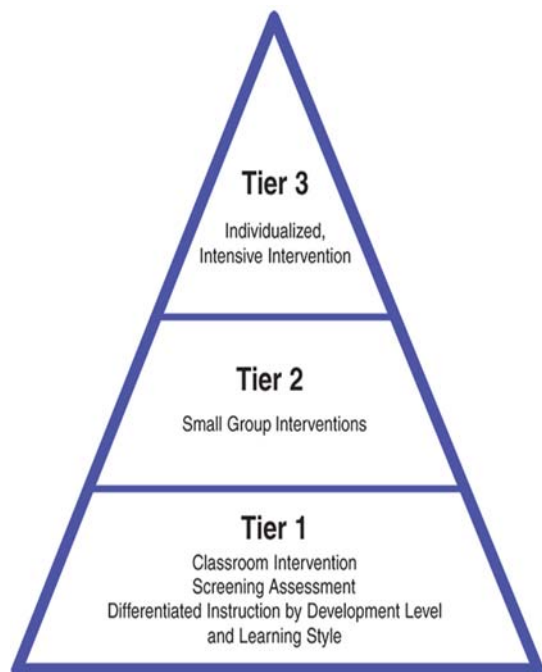 Tier 3
Individualized,
Intensive Intervention
Tier 2
Small Group Interventions
Tier 1
Classroom Intervention
Screening Assessment
Differentiated Instruction by Development Level
and Learning Style